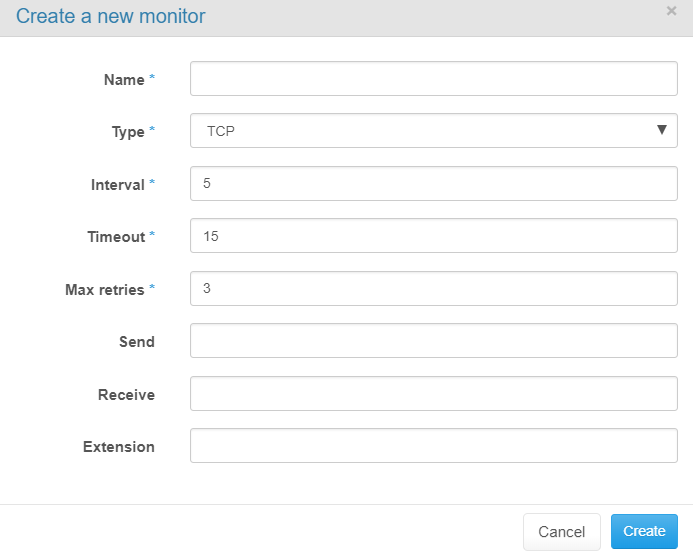 Create a new monitor ×
Name *
Type * TCP ▼
Interval * 5
Timeout * 15
Max retries * 3
Send
Receive
Extension
Cancel Create